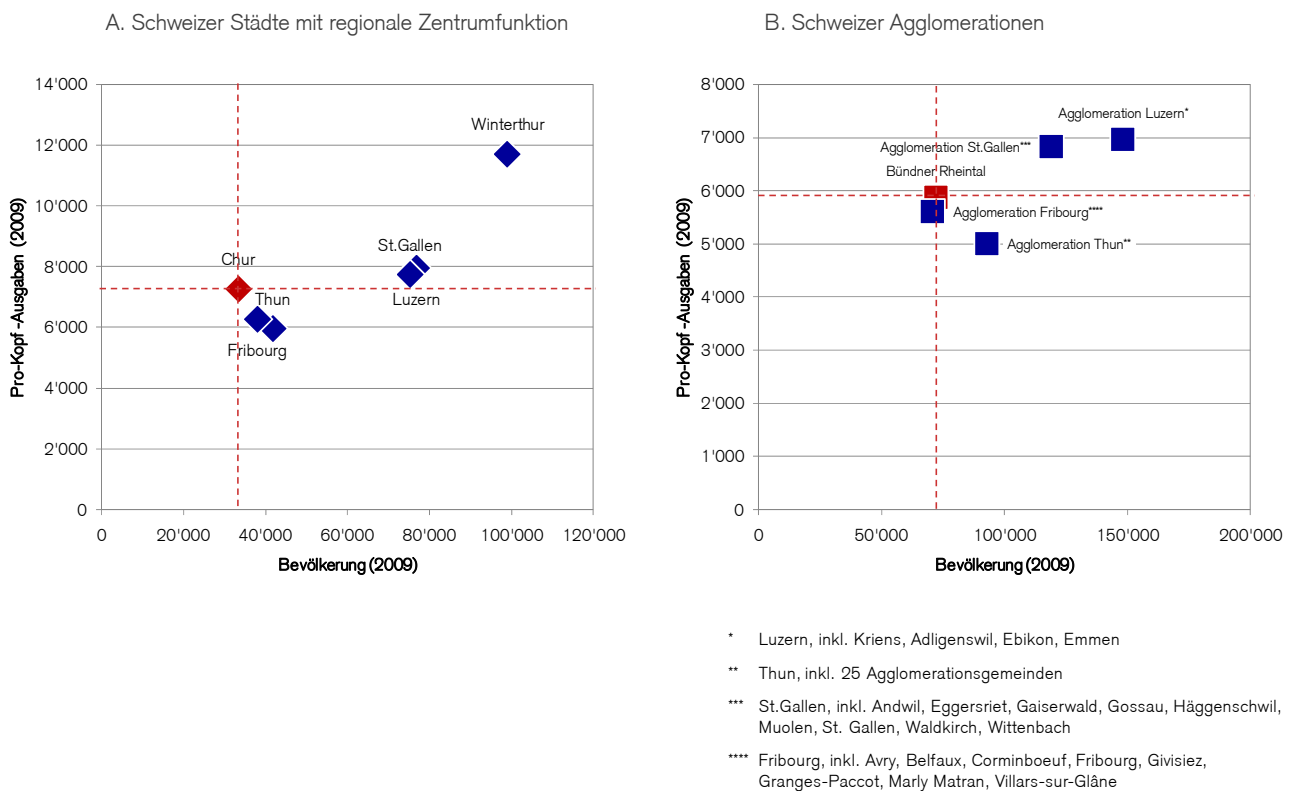 A. Schweizer Städte mit regionale Zentrumfunktion
14'000
12'000
10'000
8'000
6'000
4'000
2'000
0
Pro-Kopf -Ausgaben (2009)
Winterthur
St.Gallen
Chur
Thun
Luzern
Fribourg
0
20'000
40'000
60'000
80'000
100'000
120'000
Bevölkerung (2009)
B. Schweizer Agglomerationen
8'000
7'000
6'000
5'000
4'000
3'000
2'000
1'000
0
Pro-Kopf -Ausgaben (2009)
Agglomeration Luzern*
Agglomeration St.Gallen***
Bündner Rheintal
Agglomeration Fribourg****
Agglomeration Thun**
0
50'000
100'000
150'000
200'000
Bevölkerung (2009)
* Luzern, inkl. Kriens, Adligenswil, Ebikon, Emmen
** Thun, inkl. 25 Agglomerationsgemeinden
*** St.Gallen, inkl. Andwil, Eggersriet, Gaiserwald, Gossau, Häggenschwil,
Muolen, St. Gallen, Waldkirch, Wittenbach
**** Fribourg, inkl. Avry, Belfaux, Corminboeuf, Fribourg, Givisiez,
Granges-Paccot, Marly Matran, Villars-sur-Glâne